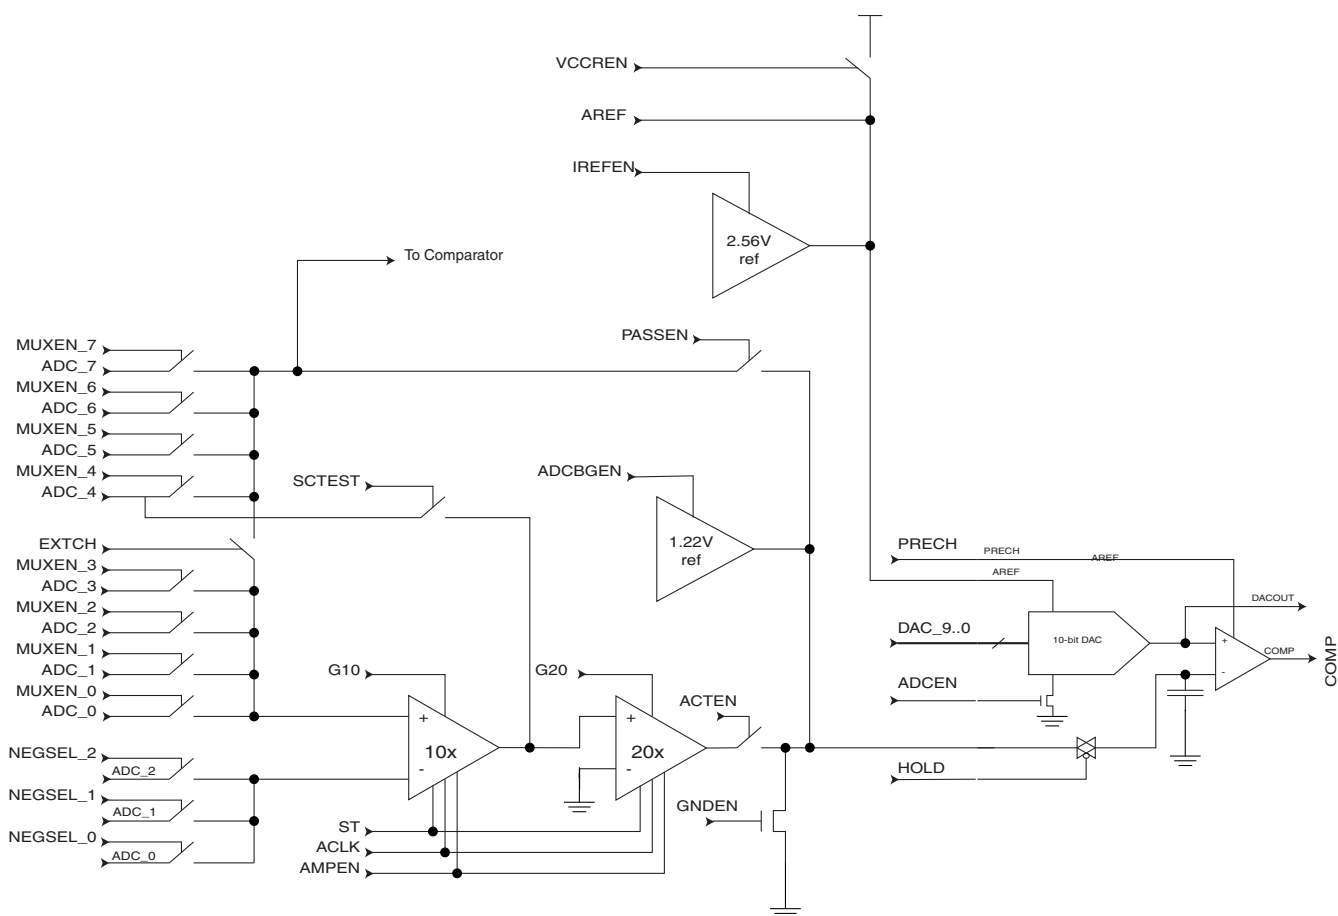 VCCREN
AREF
IREFEN
2.56V
ref
To Comparator
PASSEN
MUXEN_7
ADC_7
MUXEN_6
ADC_6
MUXEN_5
ADC_5
MUXEN_4
ADC_4
SCTEST
ADCBGEN
1.22V
ref
EXTCH
MUXEN_3
ADC_3
MUXEN_2
ADC_2
MUXEN_1
ADC_1
MUXEN_0
ADC_0
PRECH
PRECH
AREF
AREF
DACOUT
DAC_9..0
10-bit DAC
+
-
COMP
COMP
ADCEN
G10
G20
ACTEN
+
10x
-
+
20x
-
HOLD
NEGSEL_2
ADC_2
NEGSEL_1
ADC_1
NEGSEL_0
ADC_0
GNDEN
ST
ACLK
AMPEN